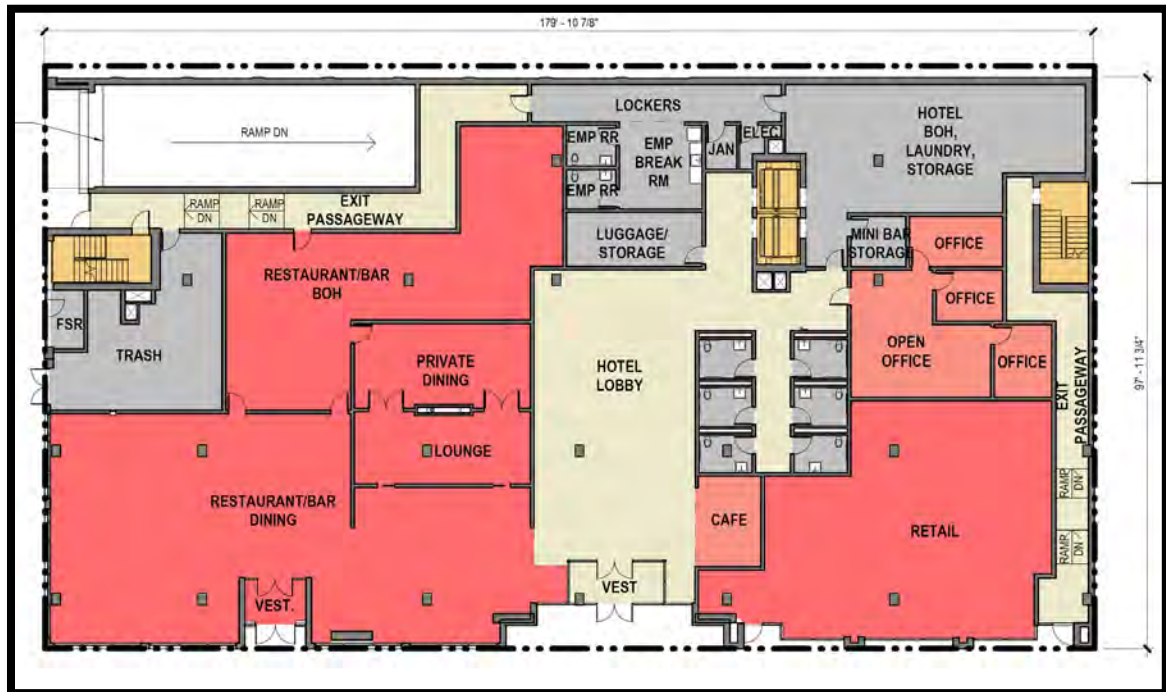 179' - 10 7/8"
LOCKERS
HOTEL
BOH,
LAUNDRY,
STORAGE
RAMP DN
EMP RR
EMP
BREAK
RM
JAN
ELEC
EMP RR
RAMP
DN
RAMP
DN
EXIT
PASSAGEWAY
LUGGAGE/
STORAGE
MINI BAR
STORAGE
OFFICE
RESTAURANT/BAR
BOH
OFFICE
FSR
TRASH
PRIVATE
DINING
HOTEL
LOBBY
OPEN
OFFICE
OFFICE
97' - 11 3/4"
EXIT
PASSAGEWAY
LOUNGE
RESTAURANT/BAR
DINING
CAFE
RETAIL
RAMP
DN
RAMP
DN
VEST.
VEST